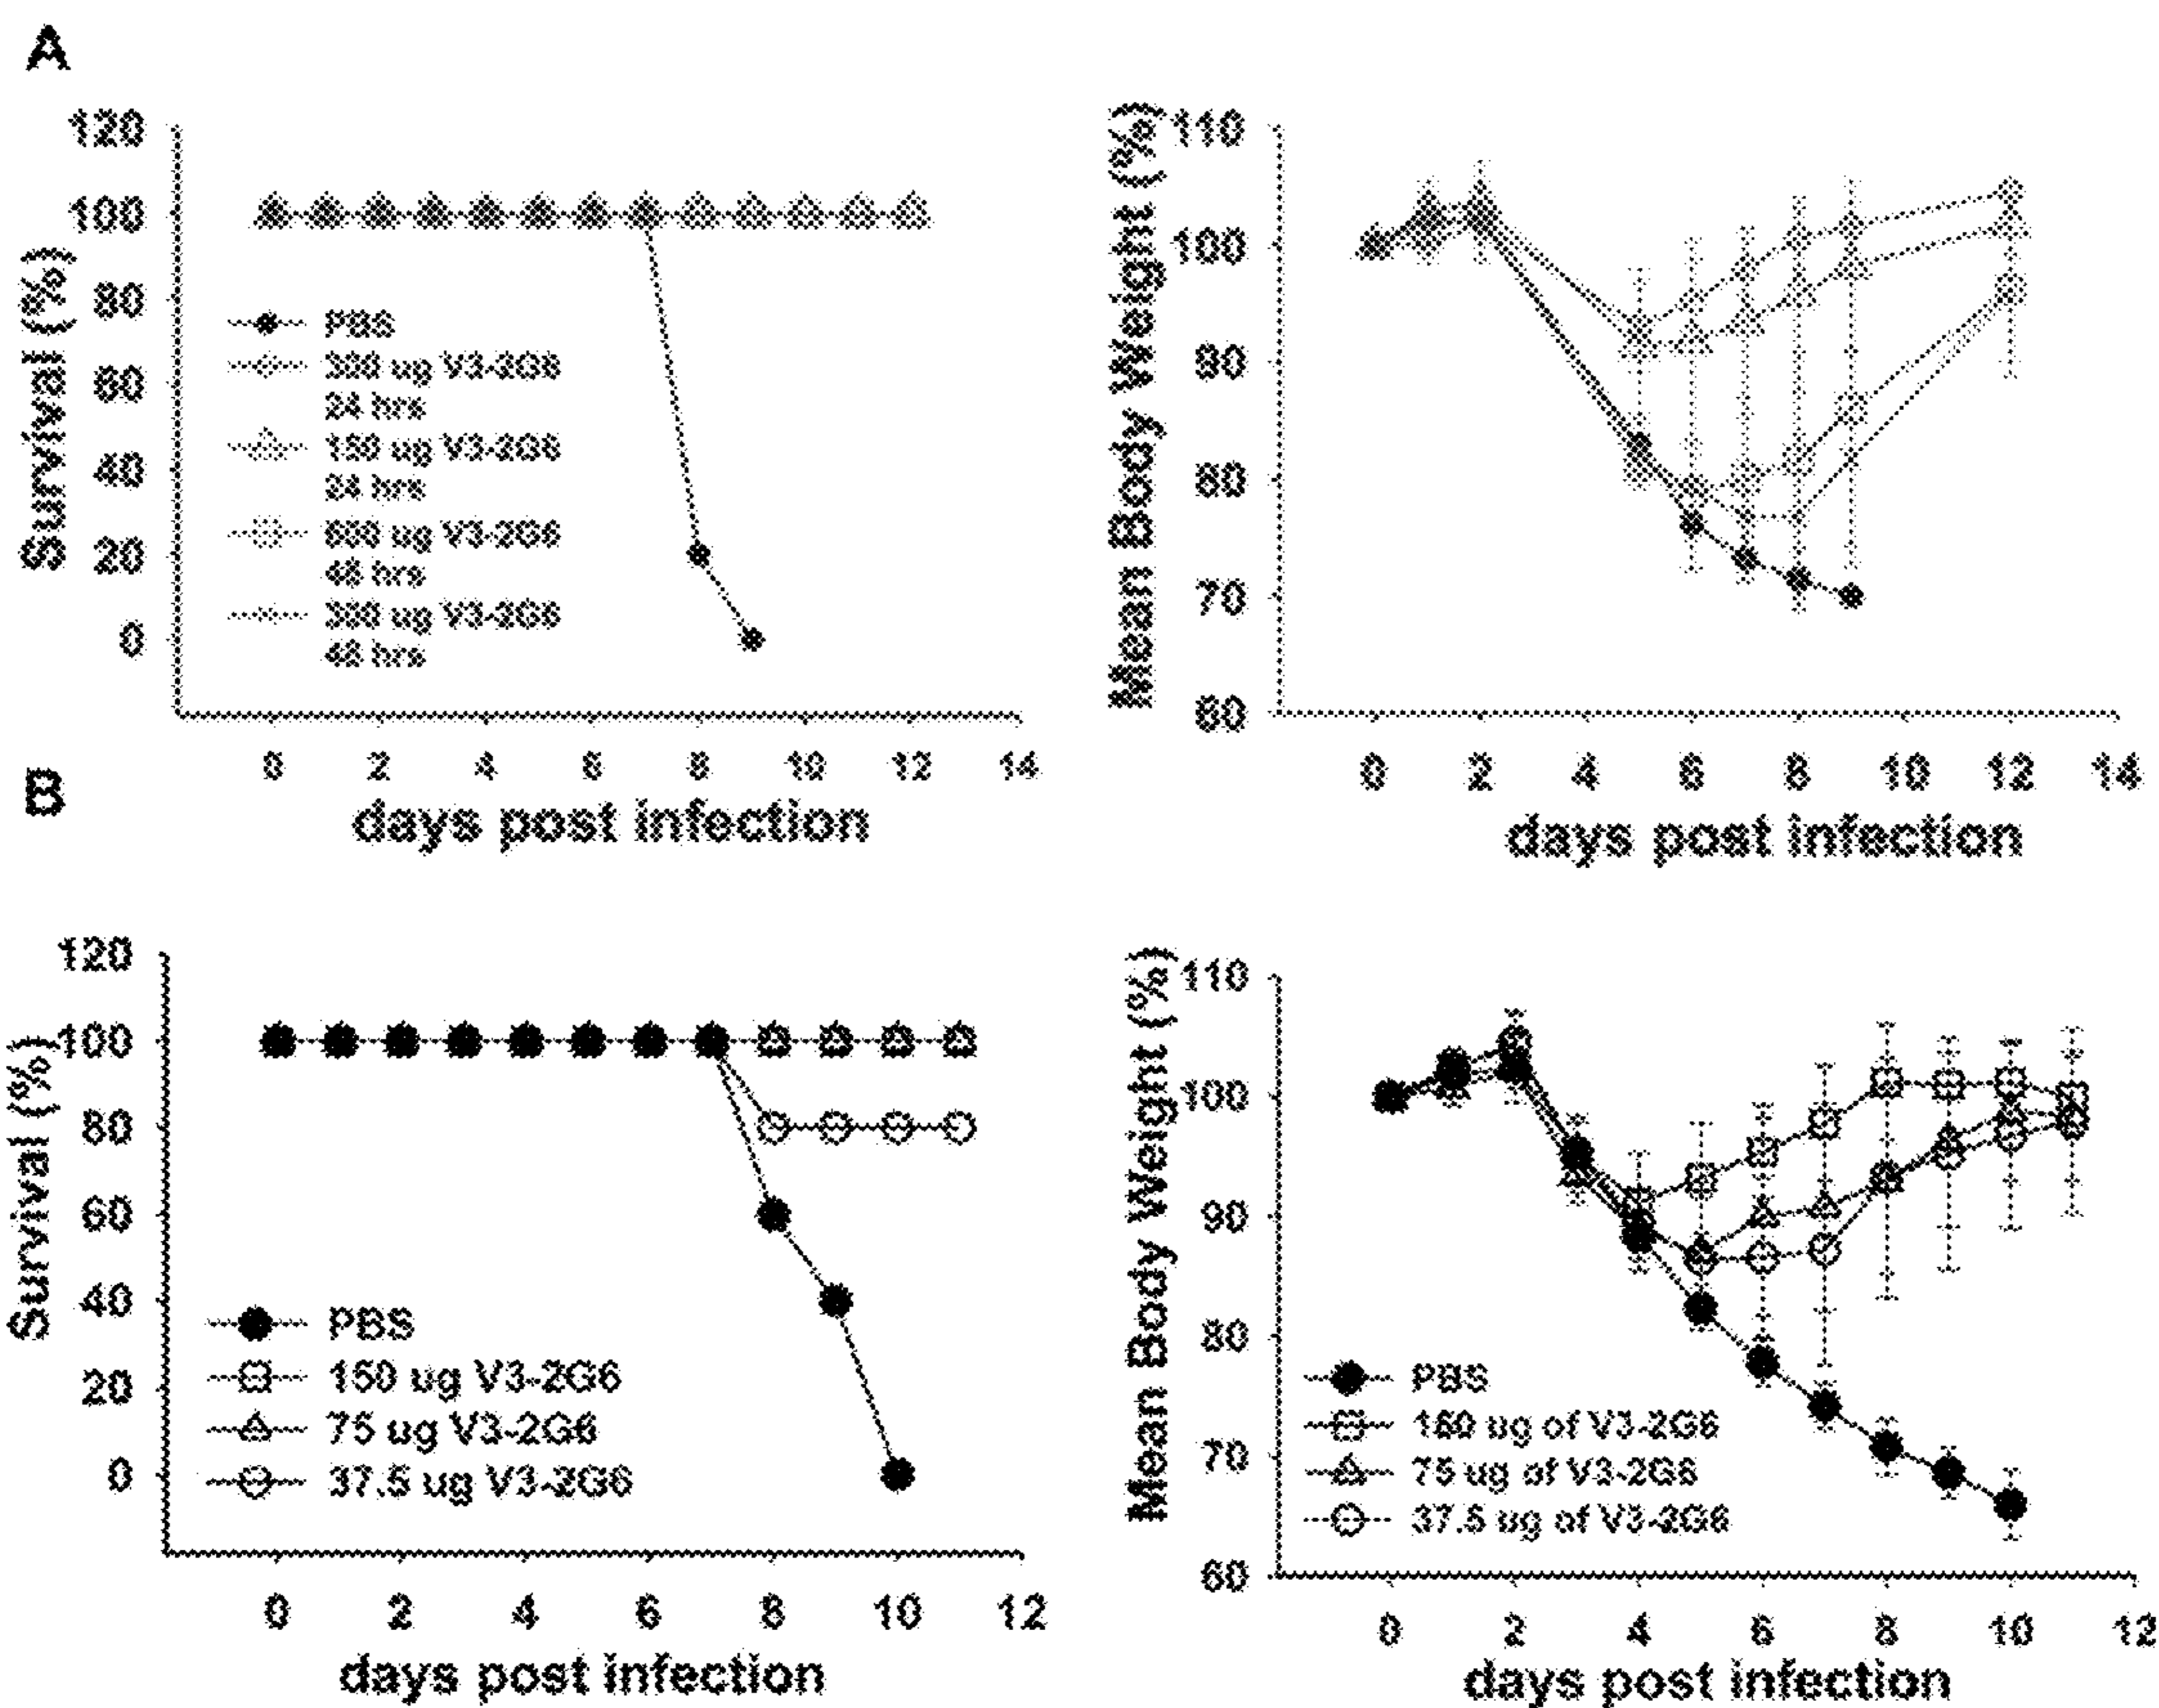 A
120
100
80
60
40
20
0
Survival (%)
PBS
300 ug V3-2G6
24 hrs
150 ug V3-2G6
24 hrs
600 ug V3-2G6
48 hrs
300 ug V3-2G6
48 hrs
0 2 4 6 8 10 12 14
days post infection
110
100
90
80
70
60
Mean Body Weight (%)
0 2 4 6 8 10 12 14
days post infection
B
120
100
80
60
40
20
0
Survival (%)
PBS
150 ug V3-2G6
75 ug V3-2G6
37.5 ug V3-2G6
0 2 4 6 8 10 12
days post infection
110
100
90
80
70
60
Mean Body Weight (%)
PBS
150 ug of V3-2G6
75 ug of V3-2G6
37.5 ug of V3-2G6
0 2 4 6 8 10 12
days post infection